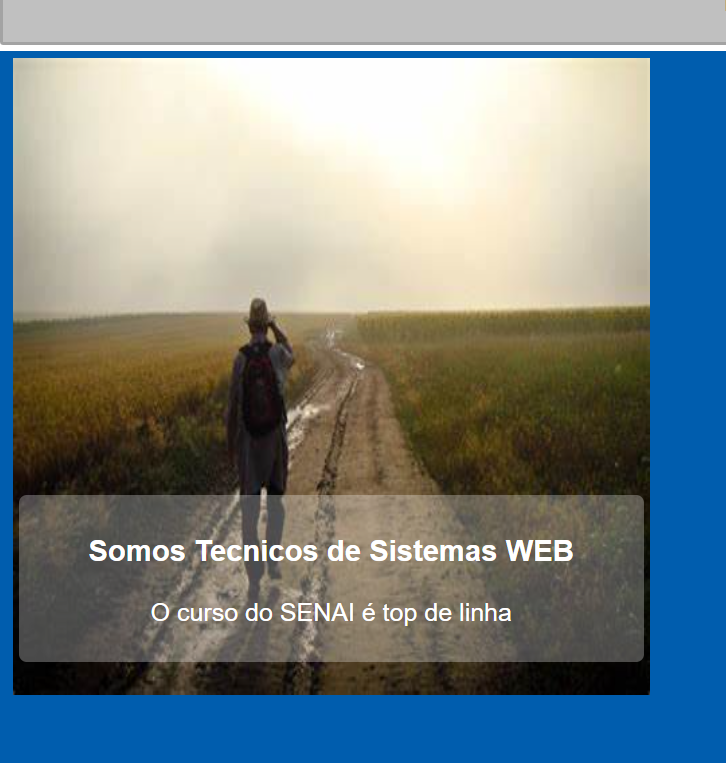 Somos Tecnicos de Sistemas WEB
O curso do SENAI é top de linha